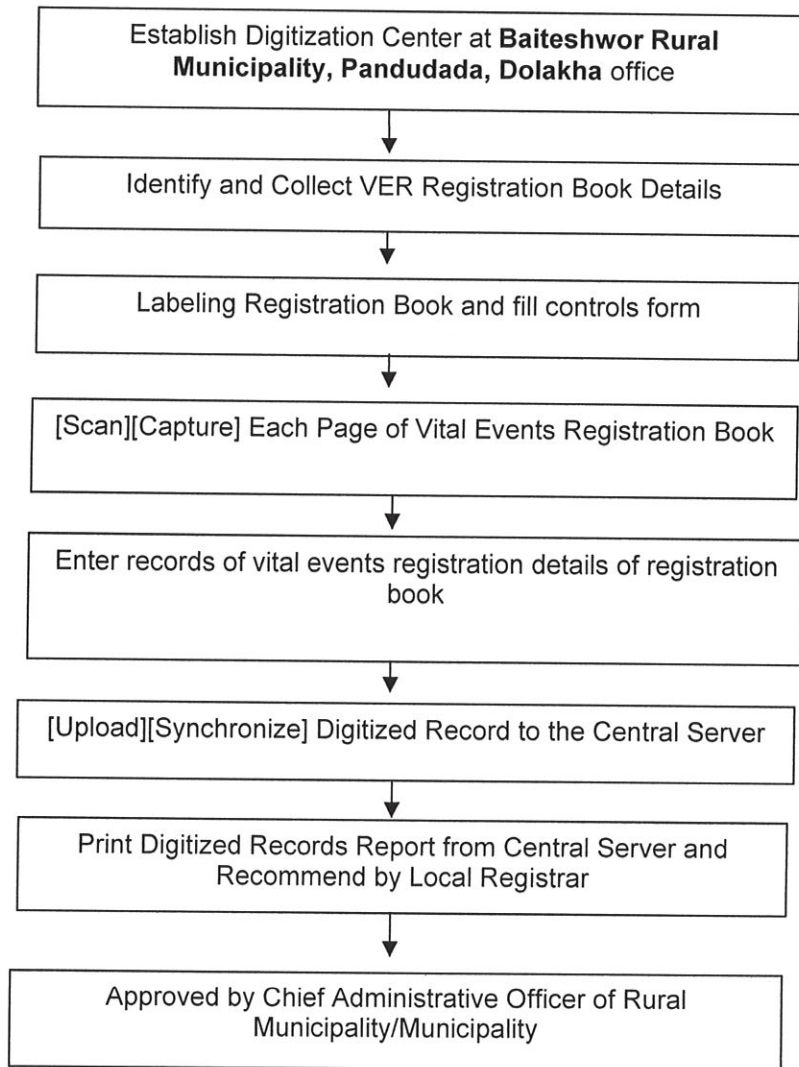 Establish Digitization Center at Baiteshwor Rural
Municipality, Pandudada, Dolakha office
Identify and Collect VER Registration Book Details
Labeling Registration Book and fill controls form
[Scan][Capture] Each Page of Vital Events Registration Book
Enter records of vital events registration details of registration
book
[Upload][Synchronize] Digitized Record to the Central Server
Print Digitized Records Report from Central Server and
Recommend by Local Registrar
Approved by Chief Administrative Officer of Rural
Municipality/Municipality